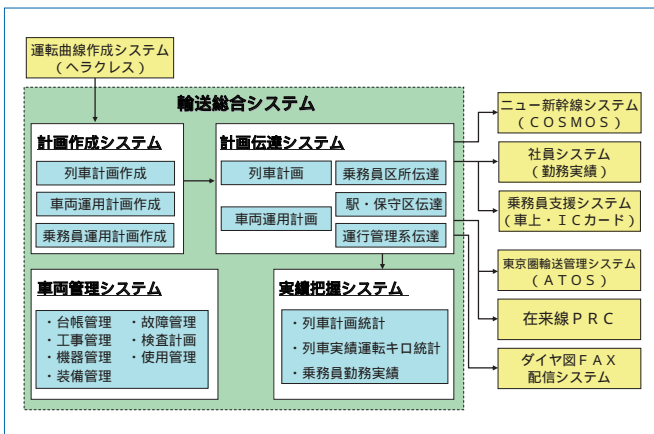 運転曲線作成システム
(ヘラクレス)
輸送総合システム
計画作成システム
列車計画作成
車両運用計画作成
乗務員運用計画作成
計画伝達システム
列車計画
車両運用計画
乗務員区所伝達
駅・保守区伝達
運行管理系伝達
車両管理システム
・台帳管理 ・故障管理
・工事管理 ・検査計画
・機器管理 ・使用管理
・装備管理
実績把握システム
・列車計画統計
・列車実績運転キロ統計
・乗務員勤務実績
ニュー新幹線システム
(COSMOS)
社員システム
(勤務実績)
乗務員支援システム
(車上・ICカード)
東京圏輸送管理システム
(ATOS)
在来線PRC
ダイヤ図FAX
配信システム